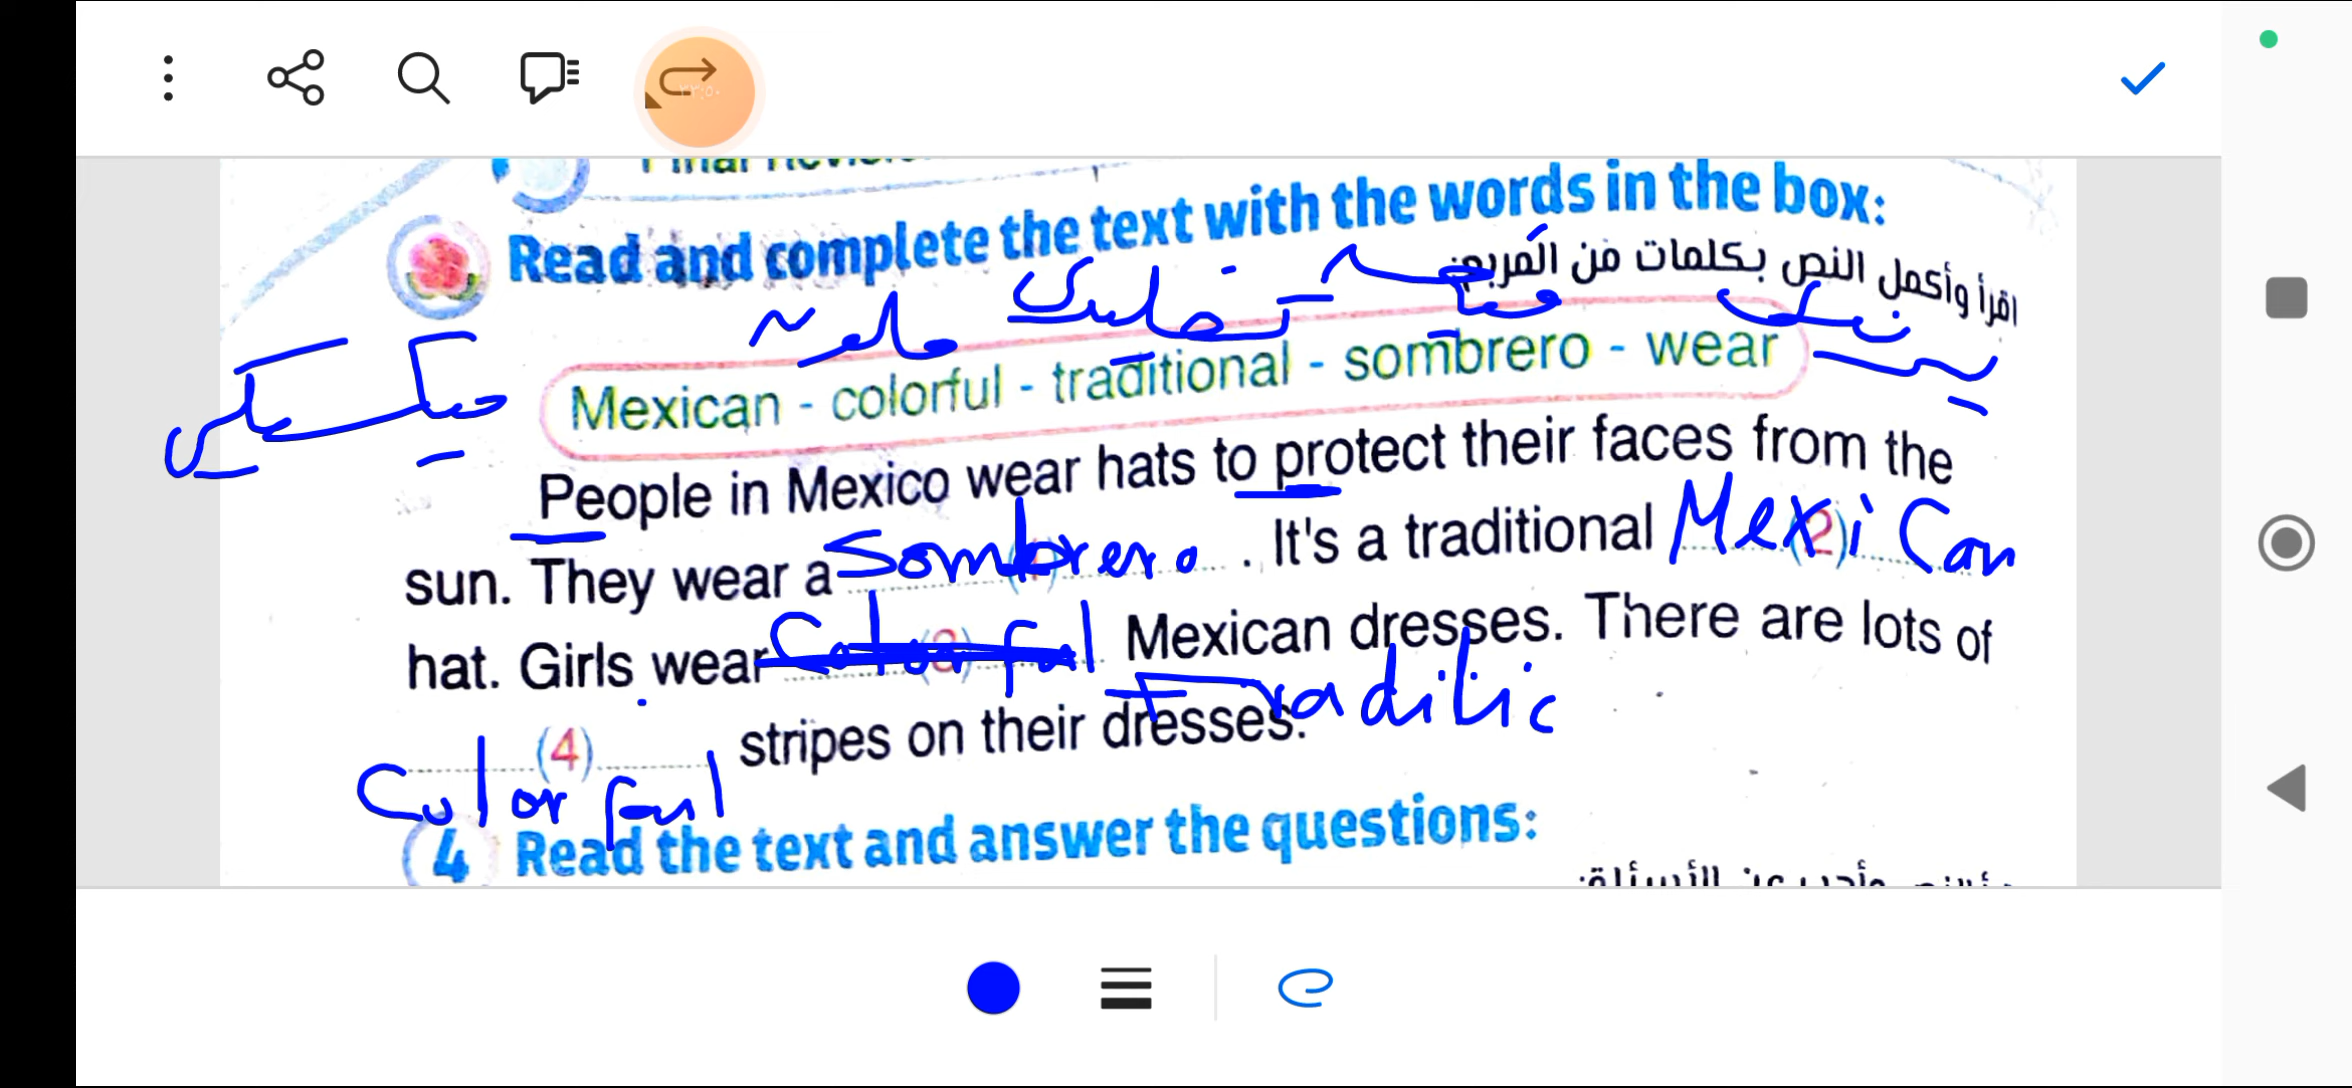 Read and complete the text with the words in the box:
اقرأ وأكمل النص بكلمات من المربع:
Mexican - colorful - traditional - sombrero - wear
People in Mexico wear hats to protect their faces from the
sun. They wear a Sombrero (1) . It's a traditional Mexican (2)
hat. Girls wear Colorful (3) Mexican dresses. There are lots of
traditic
(4) stripes on their dresses.
Colorful
4 Read the text and answer the questions: